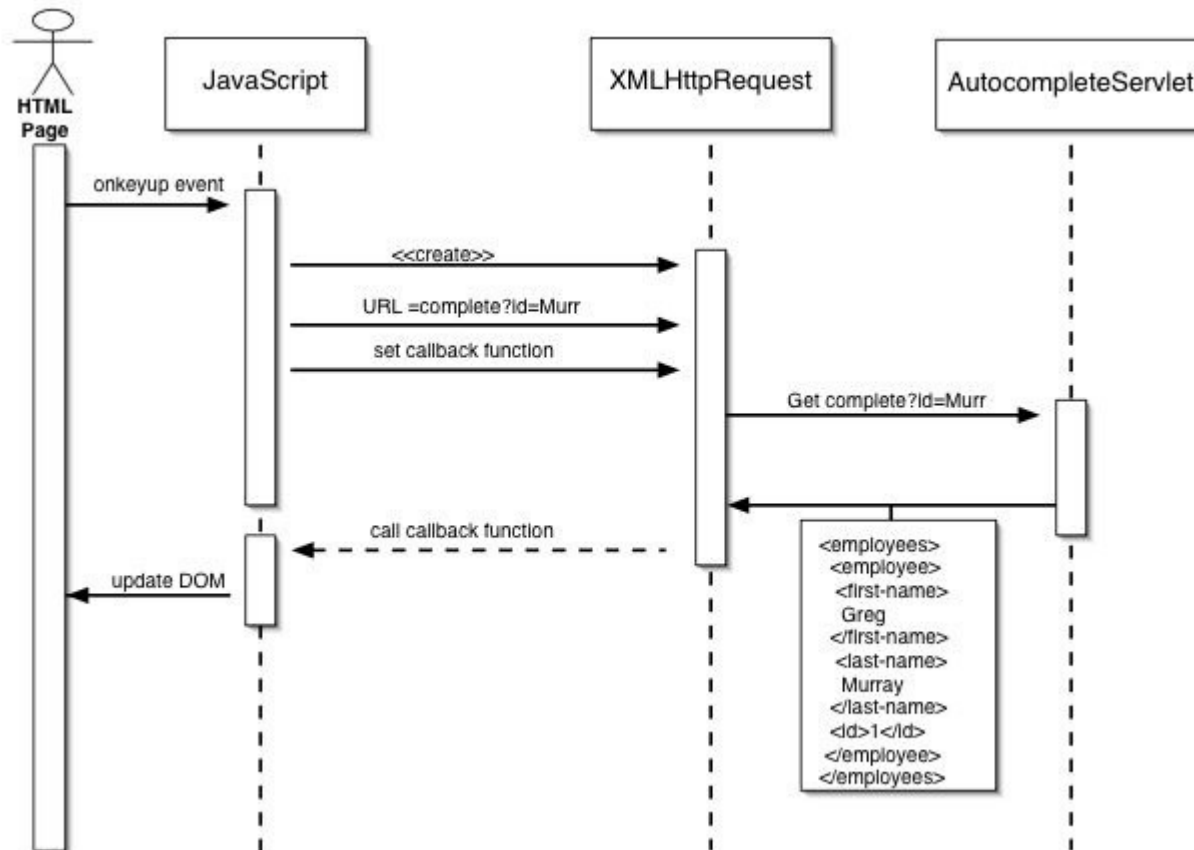 HTML
Page
JavaScript
XMLHttpRequest
AutocompleteServlet
onkeyup event
<<create>>
URL =complete?id=Murr
set callback function
Get complete?id=Murr
call callback function
update DOM
<employees>
<employee>
<first-name>
Greg
</first-name>
<last-name>
Murray
</last-name>
<id>1</id>
</employee>
</employees>